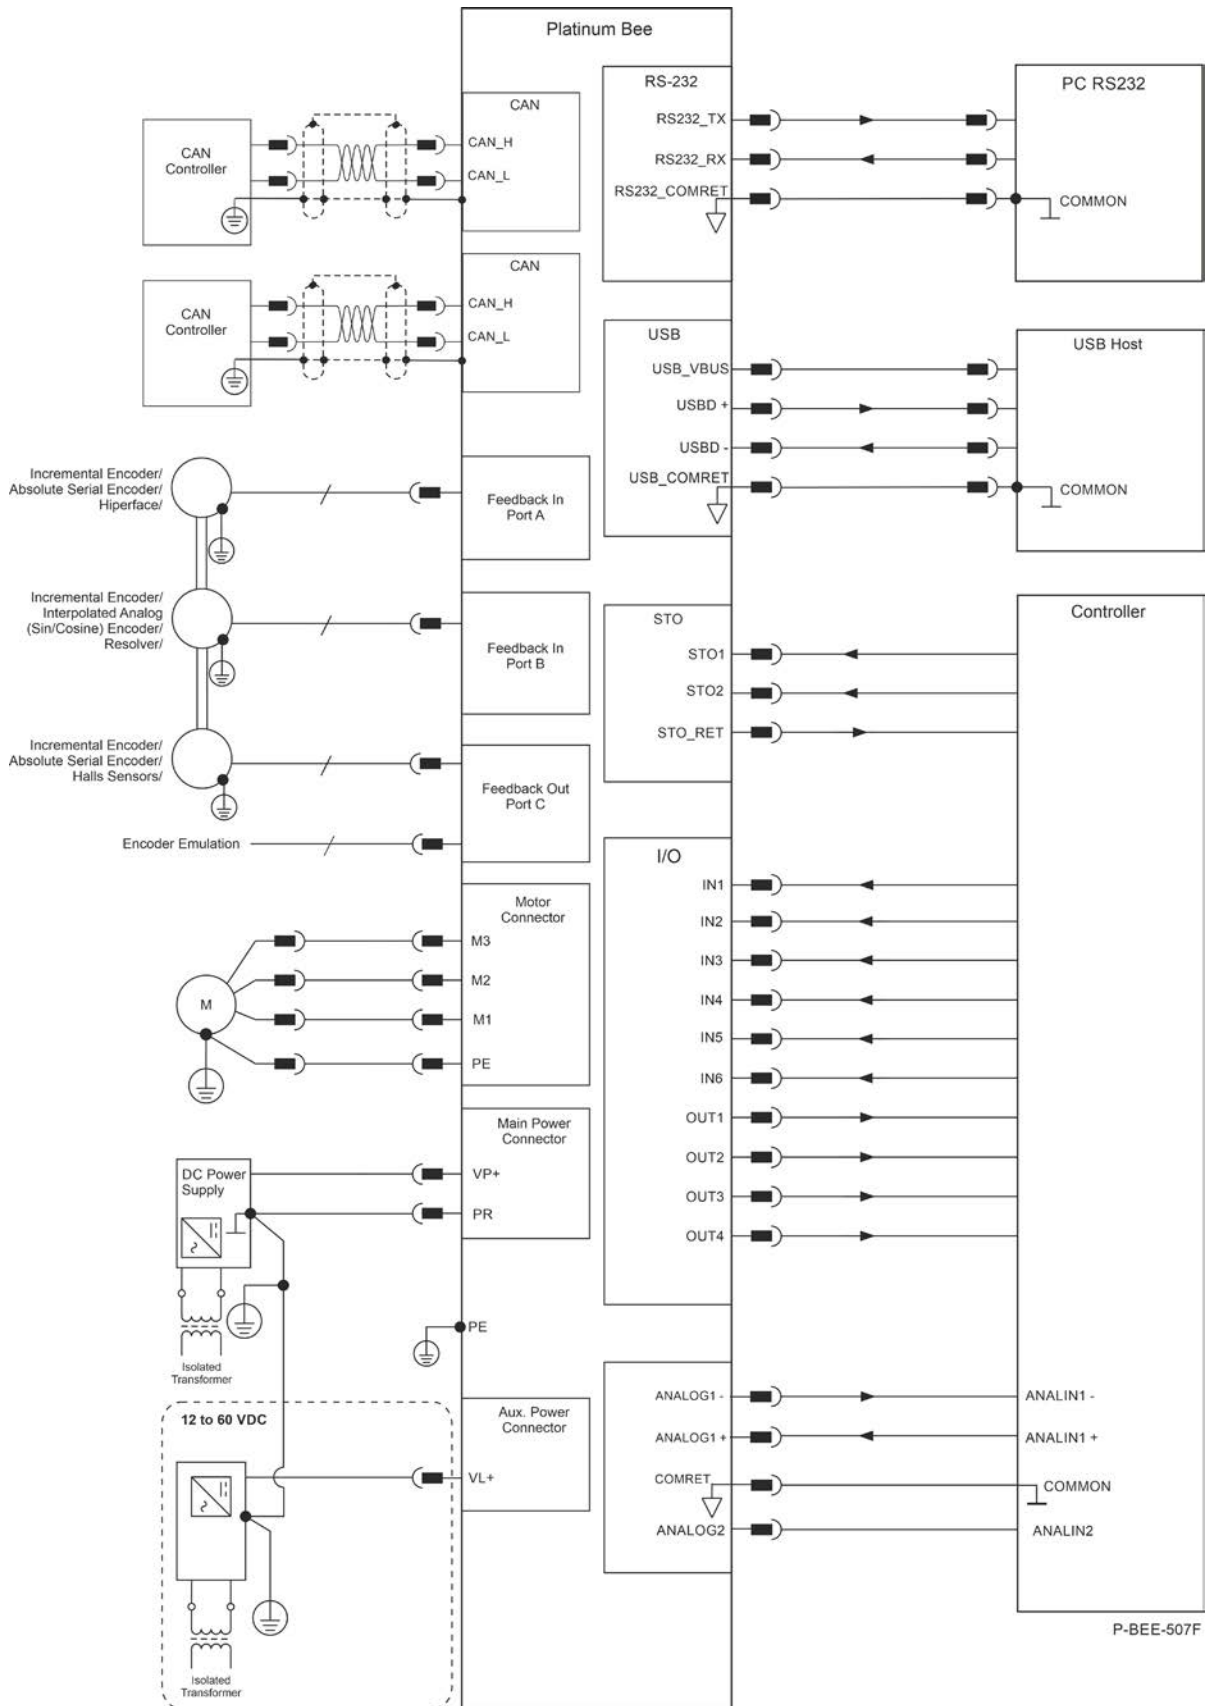 Platinum Bee
CAN
CAN
Controller
CAN_H
CAN_L
CAN
CAN
Controller
CAN_H
CAN_L
Incremental Encoder/
Absolute Serial Encoder/
Hiperface/
Feedback In
Port A
Incremental Encoder/
Interpolated Analog
(Sin/Cosine) Encoder/
Resolver/
Feedback In
Port B
Incremental Encoder/
Absolute Serial Encoder/
Halls Sensors/
Feedback Out
Port C
Encoder Emulation
Motor
Connector
M
M3
M2
M1
PE
Main Power
Connector
DC Power
Supply
VP+
PR
Isolated
Transformer
PE
12 to 60 VDC
Aux. Power
Connector
VL+
Isolated
Transformer
RS-232
RS232_TX
RS232_RX
RS232_COMRET
PC RS232
COMMON
USB
USB_VBUS
USBD +
USBD -
USB_COMRET
USB Host
COMMON
STO
STO1
STO2
STO_RET
Controller
I/O
IN1
IN2
IN3
IN4
IN5
IN6
OUT1
OUT2
OUT3
OUT4
ANALOG1 -
ANALOG1 +
COMRET
ANALOG2
ANALIN1 -
ANALIN1 +
COMMON
ANALIN2
P-BEE-507F